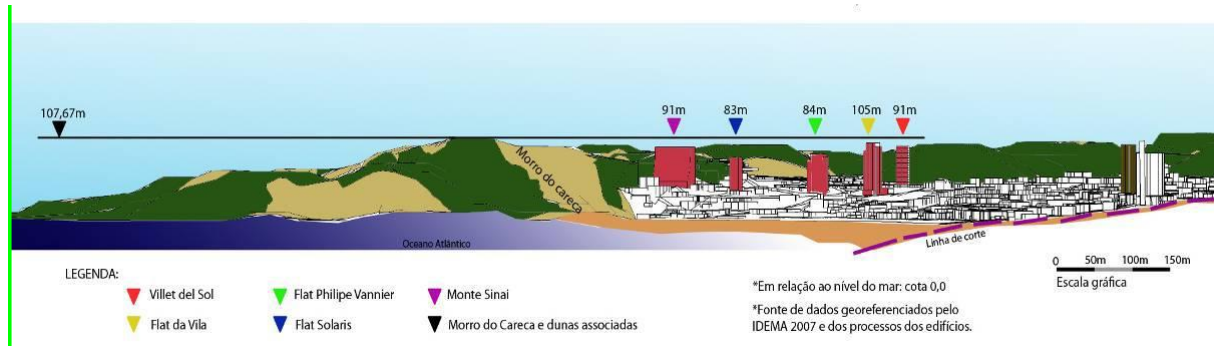 107,67m
91m
83m
84m
105m
91m
Morro do careca
Oceano Atlântico
Linha de corte
0 50m 100m 150m
Escala gráfica
LEGENDA:
Villet del Sol
Flat Philipe Vannier
Monte Sinai
Flat da Vila
Flat Solaris
Morro do Careca e dunas associadas
*Em relação ao nível do mar: cota 0,0
*Fonte de dados georeferenciados pelo
IDEMA 2007 e dos processos dos edifícios.